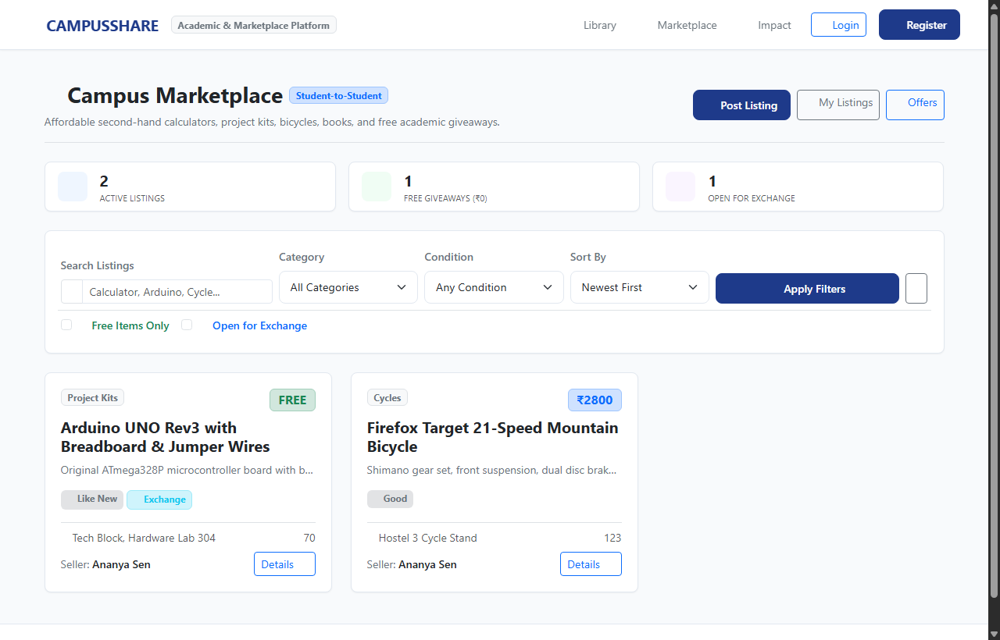 CAMPUSSHARE Academic & Marketplace Platform Library Marketplace Impact Login Register
Campus Marketplace Student-to-Student
Affordable second-hand calculators, project kits, bicycles, books, and free academic giveaways.
Post Listing My Listings Offers
2
ACTIVE LISTINGS
1
FREE GIVEAWAYS (₹0)
1
OPEN FOR EXCHANGE
Search Listings
Calculator, Arduino, Cycle...
Category
All Categories
Condition
Any Condition
Sort By
Newest First
Apply Filters
Free Items Only Open for Exchange
Project Kits FREE
Arduino UNO Rev3 with
Breadboard & Jumper Wires
Original ATmega328P microcontroller board with b...
Like New Exchange
Tech Block, Hardware Lab 304 70
Seller: Ananya Sen Details
Cycles ₹2800
Firefox Target 21-Speed Mountain
Bicycle
Shimano gear set, front suspension, dual disc brak...
Good
Hostel 3 Cycle Stand 123
Seller: Ananya Sen Details